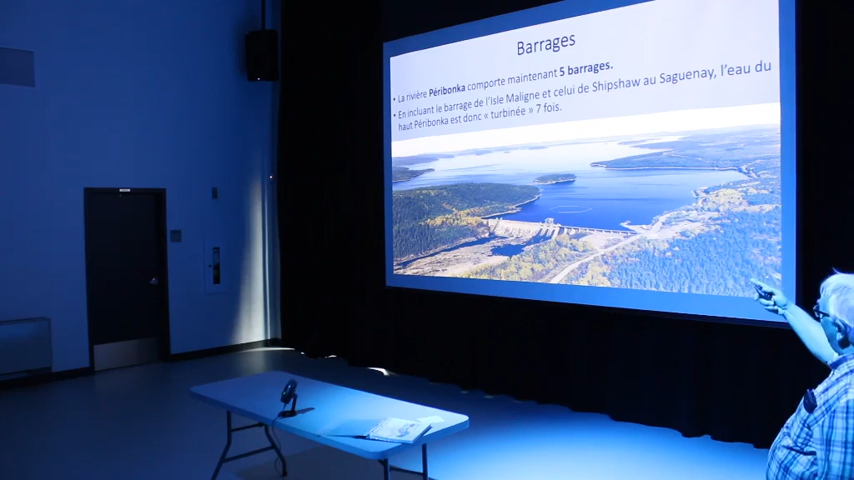 Barrages
• La rivière Péribonka comporte maintenant 5 barrages.
• En incluant le barrage de l'Isle Maligne et celui de Shipshaw au Saguenay, l'eau du
haut Péribonka est donc « turbinée » 7 fois.